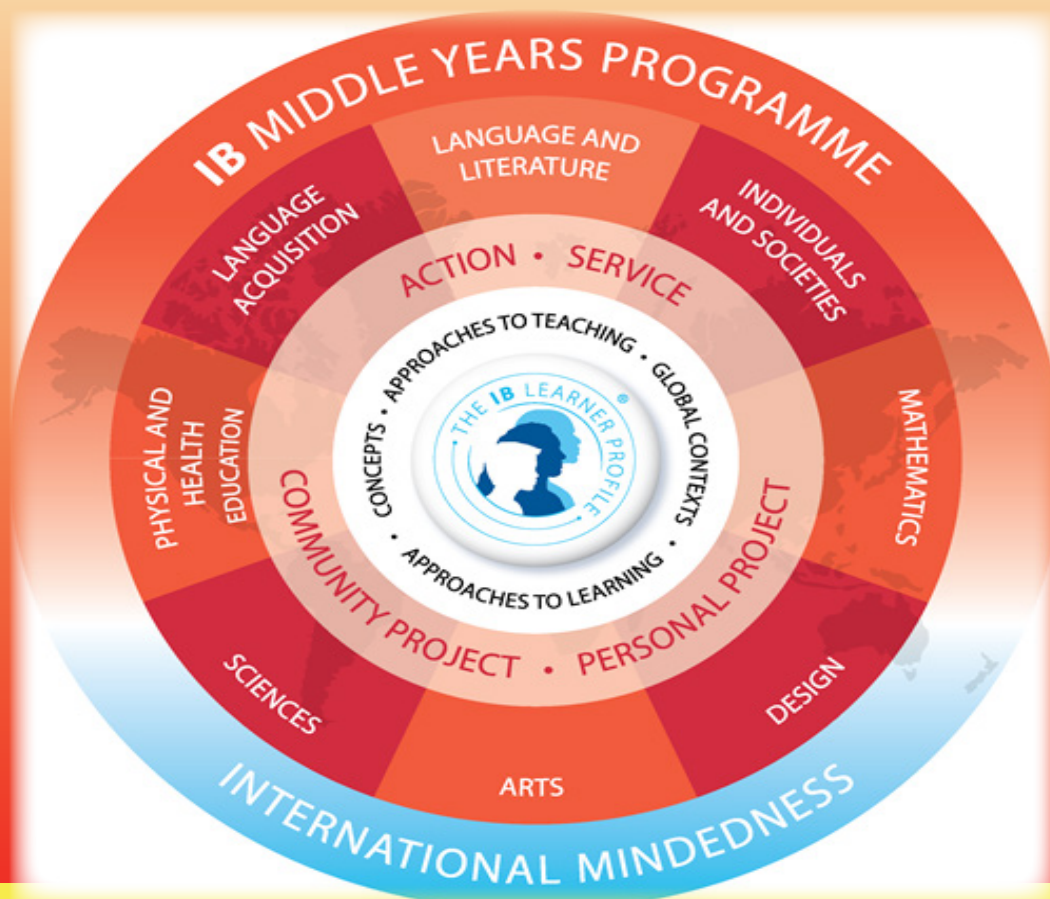 IB MIDDLE YEARS PROGRAMME
LANGUAGE AND
LITERATURE
INDIVIDUALS
AND SOCIETIES
MATHEMATICS
DESIGN
ARTS
SCIENCES
PHYSICAL AND
HEALTH
EDUCATION
LANGUAGE
ACQUISITION
ACTION • SERVICE
COMMUNITY PROJECT • PERSONAL PROJECT
APPROACHES TO TEACHING •
GLOBAL CONTEXTS •
APPROACHES TO LEARNING •
CONCEPTS •
• THE IB LEARNER PROFILE • ®
INTERNATIONAL MINDEDNESS